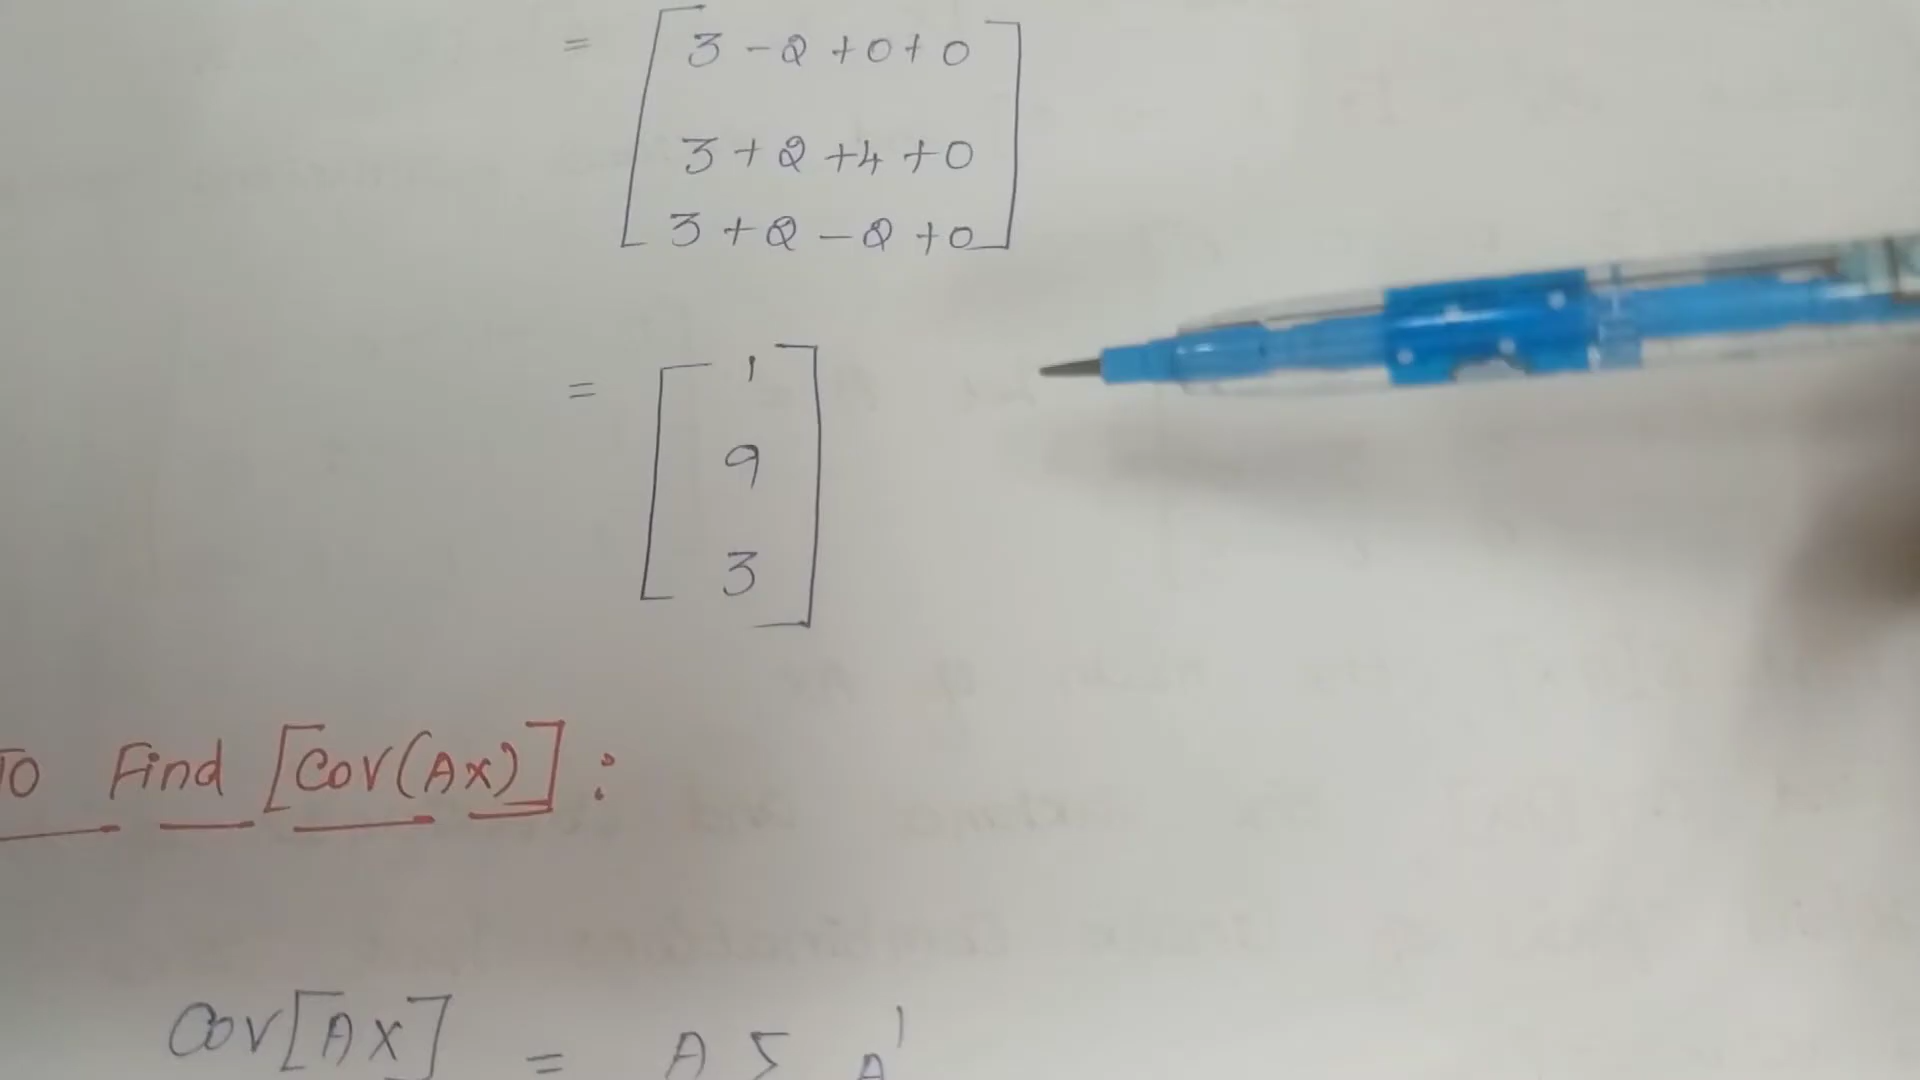 = [ 3 - 2 + 0 + 0
3 + 2 + 4 + 0
3 + 2 - 2 + 0 ]
= [ 1
9
3 ]
To Find [Cov(AX)] :
Cov[AX] = A Σ A'